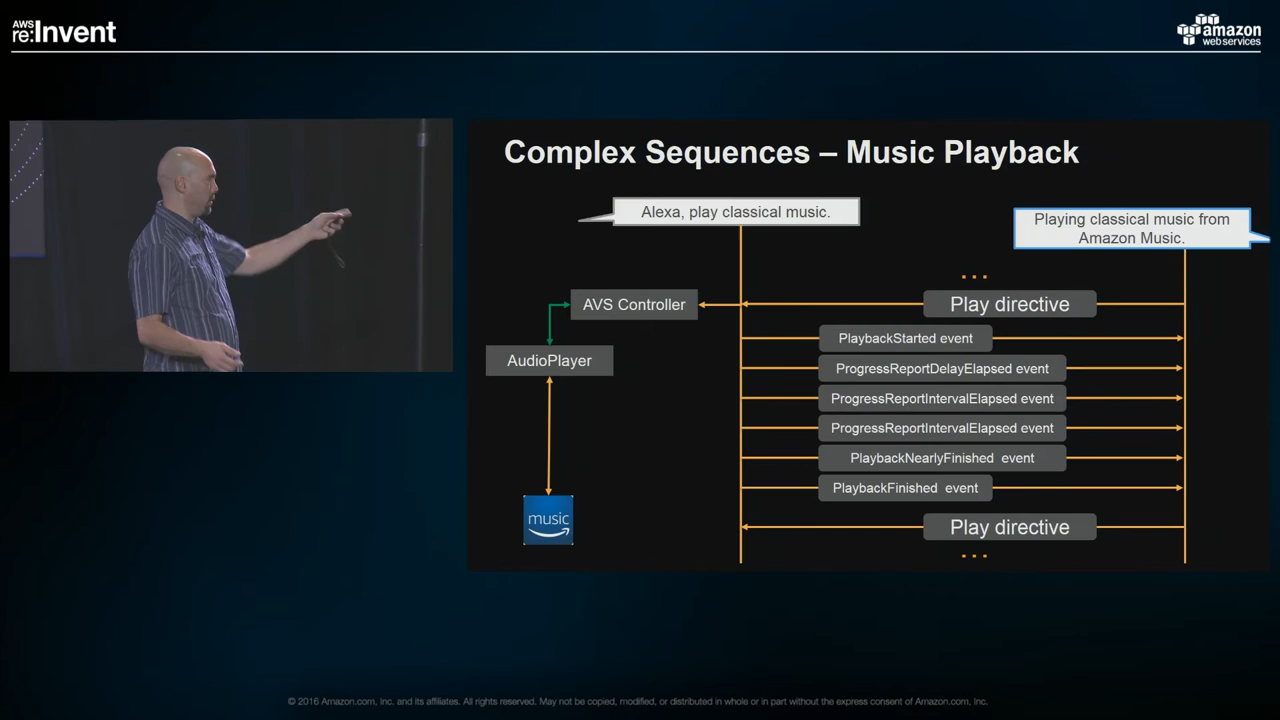 AWS
re:Invent
amazon
web services
Complex Sequences – Music Playback
Alexa, play classical music.
Playing classical music from
Amazon Music.
...
AVS Controller
Play directive
PlaybackStarted event
AudioPlayer
ProgressReportDelayElapsed event
ProgressReportIntervalElapsed event
ProgressReportIntervalElapsed event
PlaybackNearlyFinished event
PlaybackFinished event
music
Play directive
...
© 2016 Amazon.com, Inc. and its affiliates. All rights reserved. May not be copied, modified, or distributed in whole or in part without the express consent of Amazon.com, Inc.